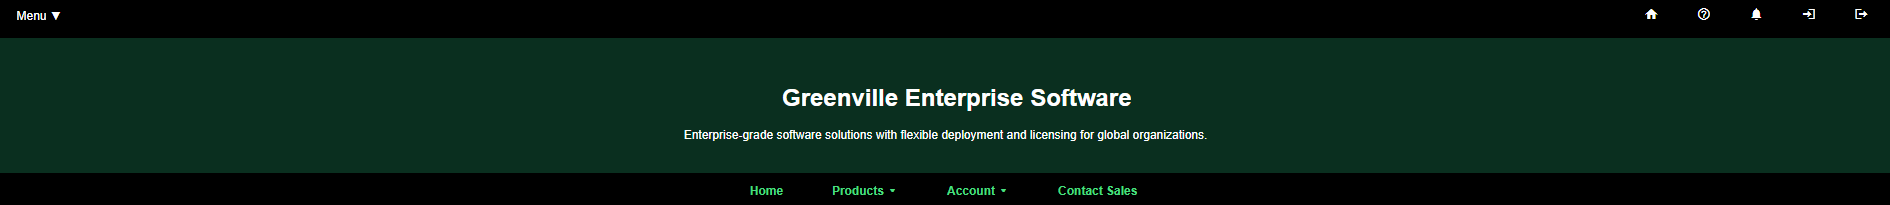 Menu ▼
Greenville Enterprise Software
Enterprise-grade software solutions with flexible deployment and licensing for global organizations.
Home Products Account Contact Sales